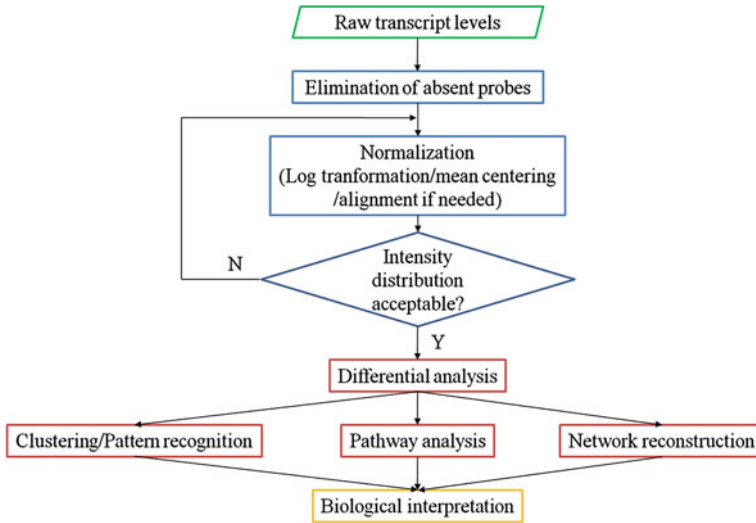 Raw transcript levels
Elimination of absent probes
Normalization
(Log tranformation/mean centering
/alignment if needed)
Intensity
distribution
acceptable?
N
Y
Differential analysis
Clustering/Pattern recognition
Pathway analysis
Network reconstruction
Biological interpretation